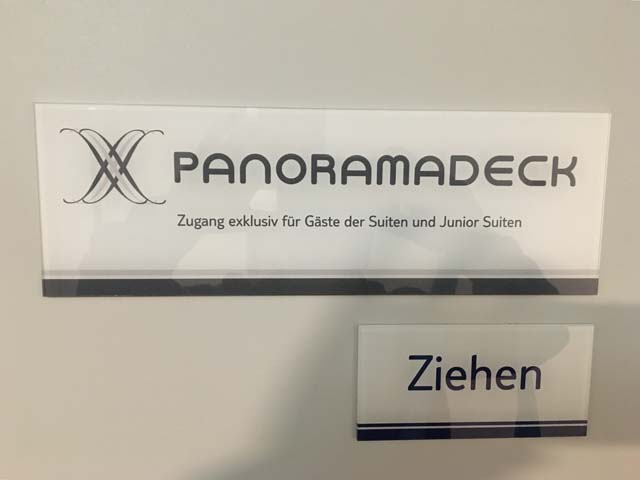 PANORAMADECK
Zugang exklusiv für Gäste der Suiten und Junior Suiten
Ziehen